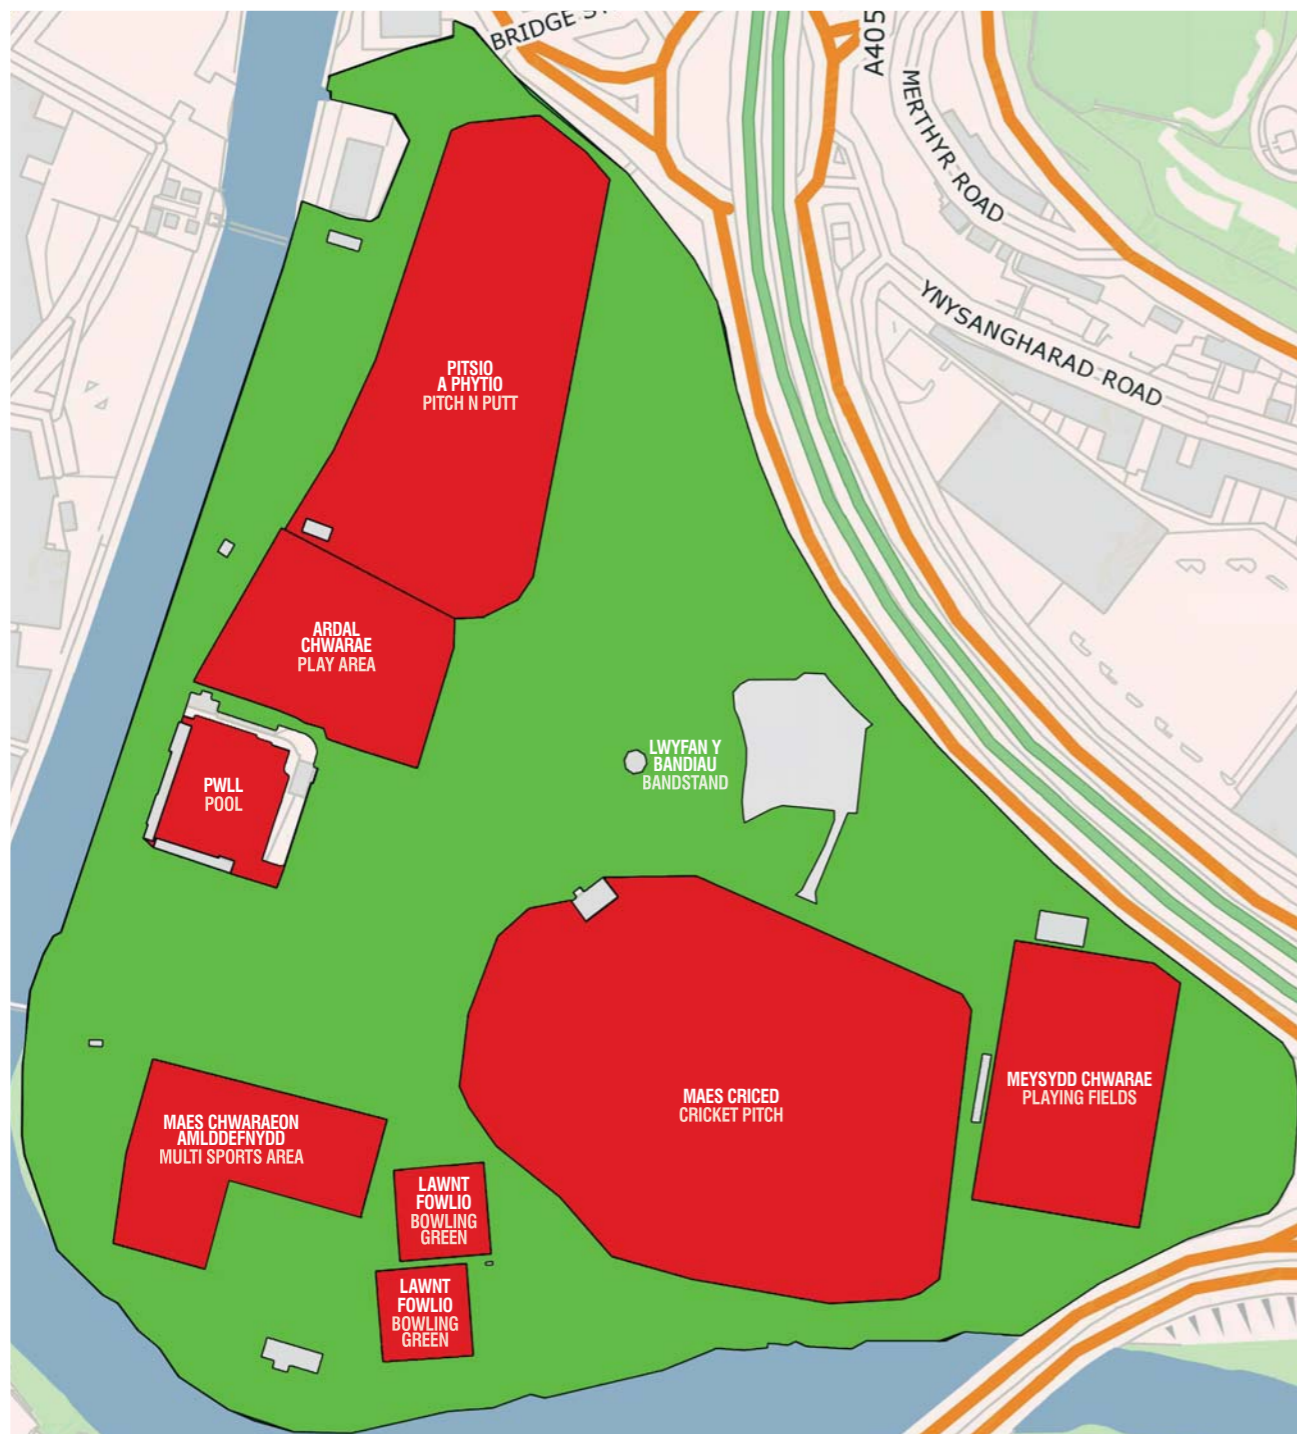 BRIDGE S
A405
MERTHYR ROAD
YNYSANGHARAD ROAD
PITSIO
A PHYTIO
PITCH N PUTT
ARDAL
CHWARAE
PLAY AREA
LWYFAN Y
BANDIAU
BANDSTAND
PWLL
POOL
MEYSYDD CHWARAE
PLAYING FIELDS
MAES CRICED
CRICKET PITCH
MAES CHWARAEON
AMLDDEFNYDD
MULTI SPORTS AREA
LAWNT
FOWLIO
BOWLING
GREEN
LAWNT
FOWLIO
BOWLING
GREEN